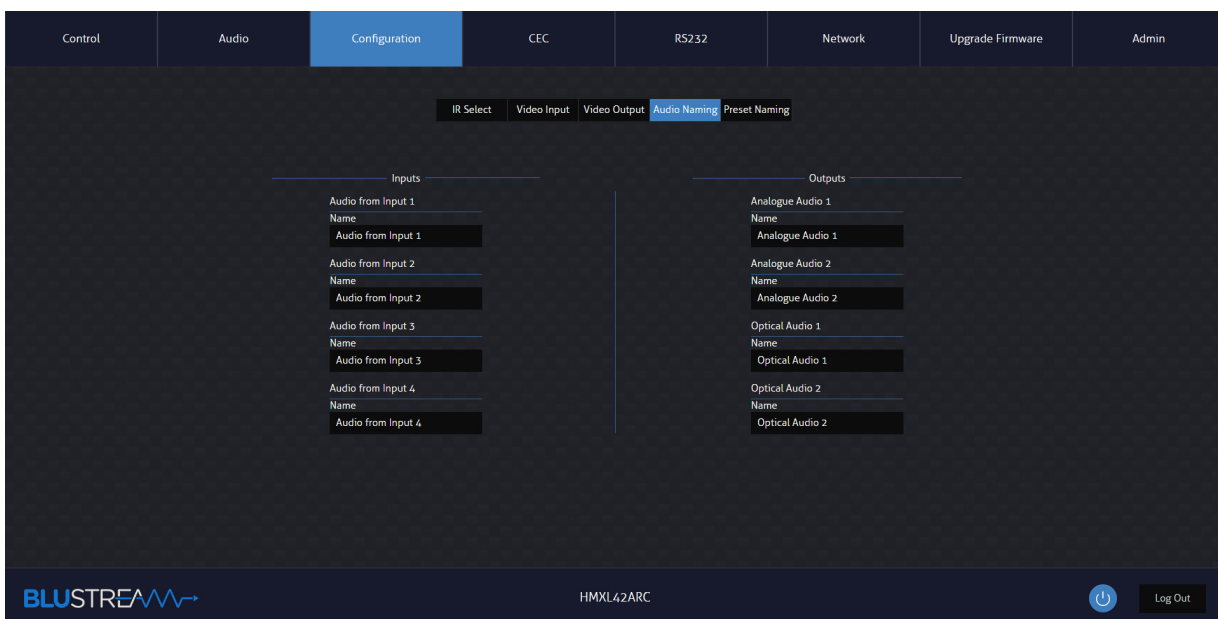 Control Audio Configuration CEC RS232 Network Upgrade Firmware Admin
IR Select Video Input Video Output Audio Naming Preset Naming
Inputs
Audio from Input 1
Name
Audio from Input 1
Audio from Input 2
Name
Audio from Input 2
Audio from Input 3
Name
Audio from Input 3
Audio from Input 4
Name
Audio from Input 4
Outputs
Analogue Audio 1
Name
Analogue Audio 1
Analogue Audio 2
Name
Analogue Audio 2
Optical Audio 1
Name
Optical Audio 1
Optical Audio 2
Name
Optical Audio 2
BLUSTREAM HMXL42ARC Log Out